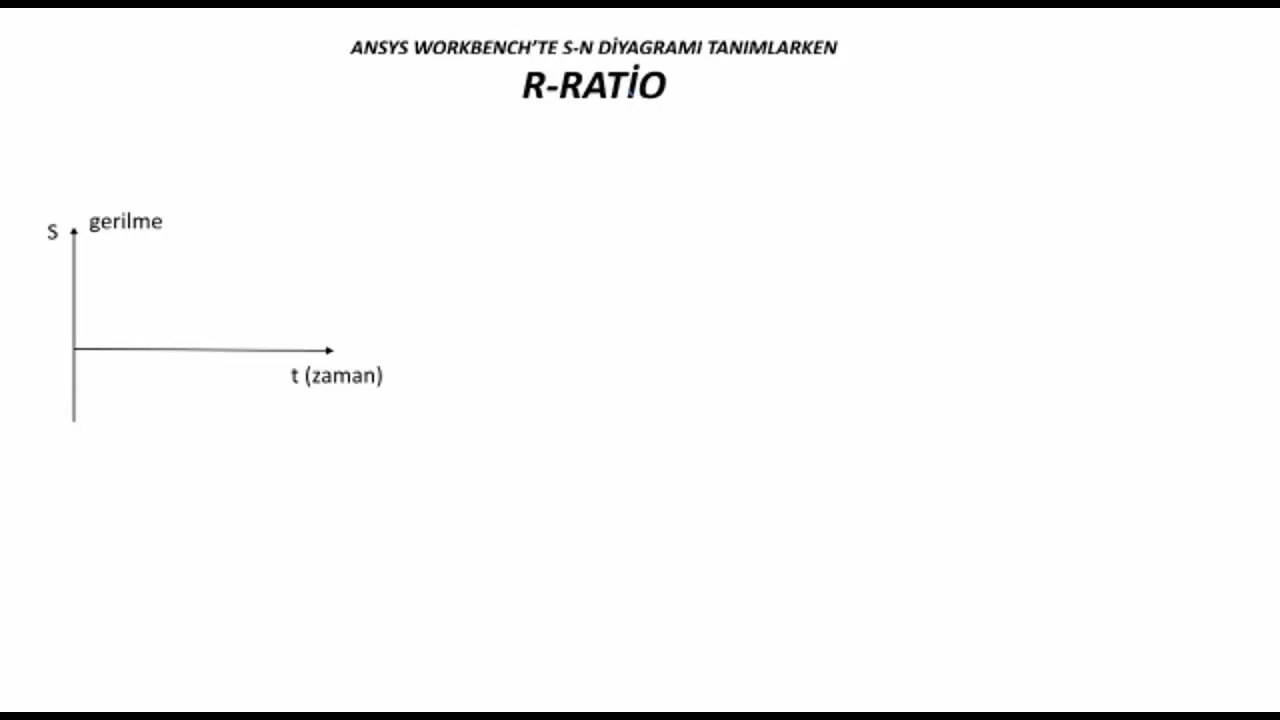 ANSYS WORKBENCH'TE S-N DİYAGRAMI TANIMLARKEN
R-RATİO
S gerilme
t (zaman)